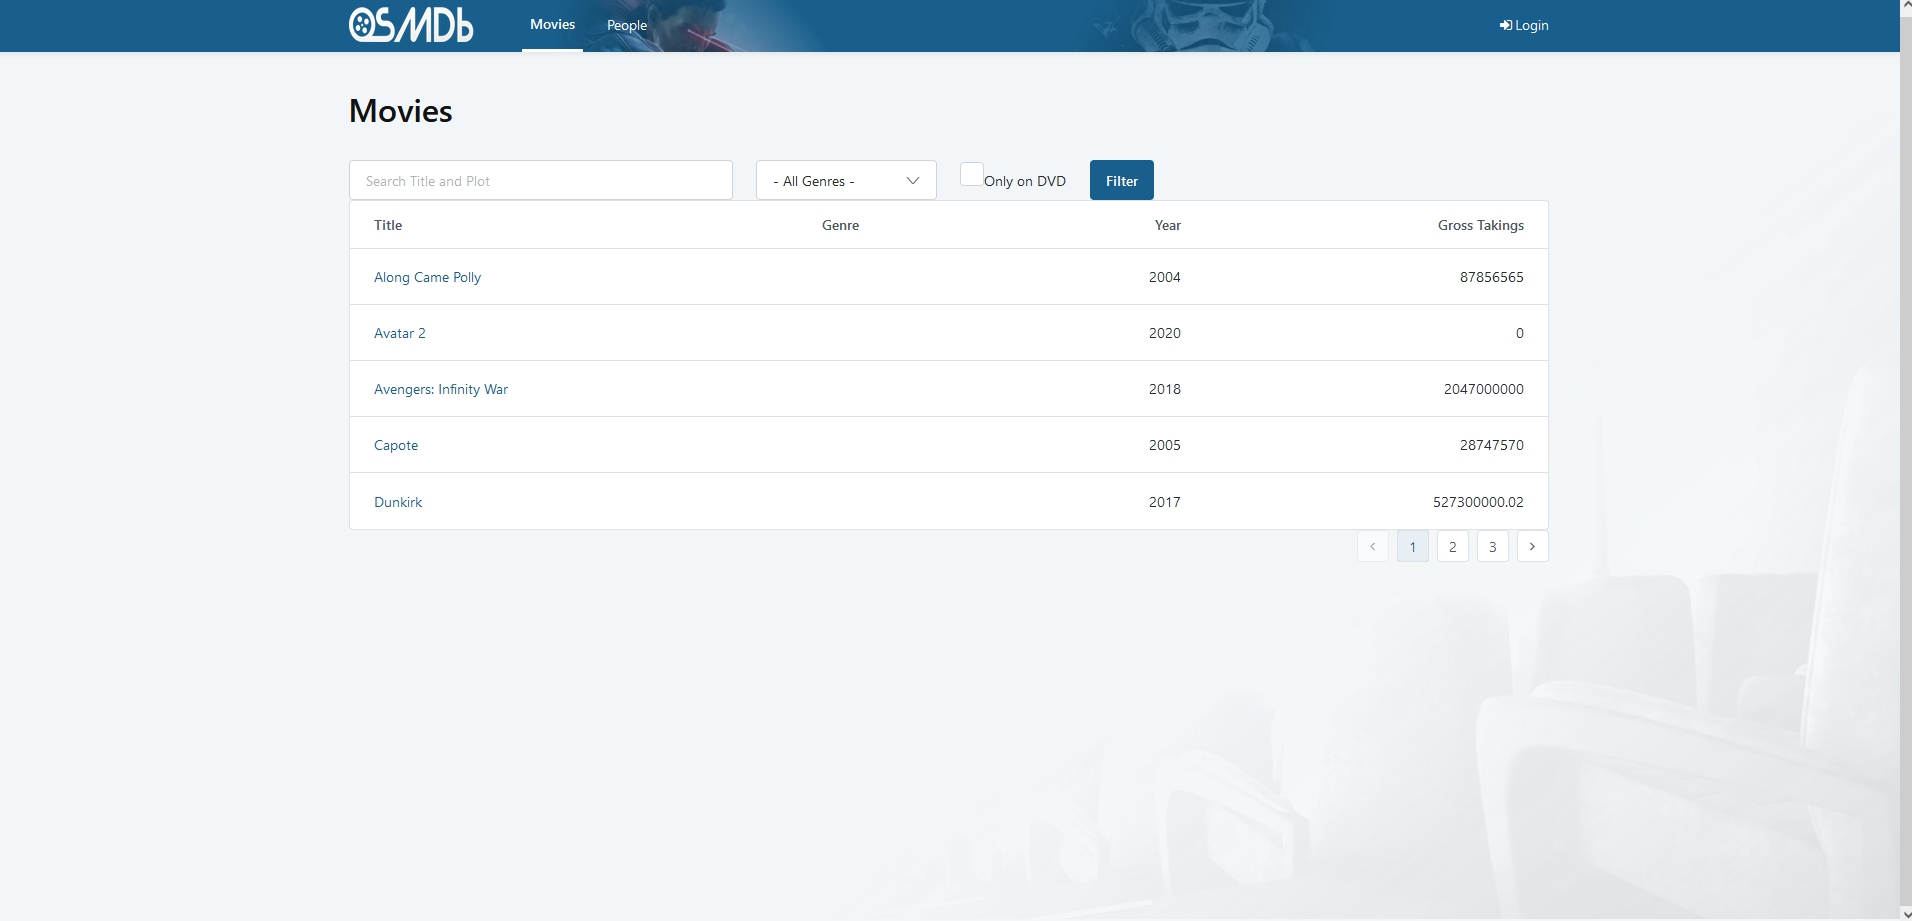 OSMDb Movies People Login
Movies
Search Title and Plot - All Genres - Only on DVD Filter
Title Genre Year Gross Takings
Along Came Polly 2004 87856565
Avatar 2 2020 0
Avengers: Infinity War 2018 2047000000
Capote 2005 28747570
Dunkirk 2017 527300000.02
< 1 2 3 >